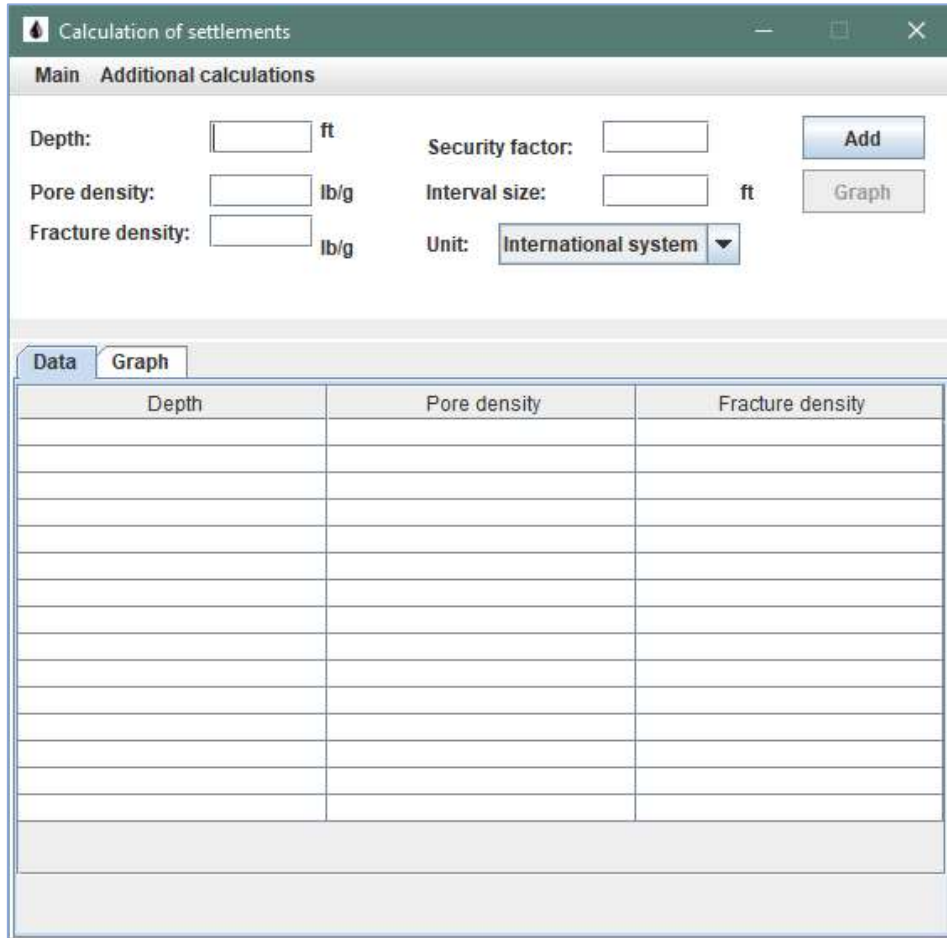 Calculation of settlements
Main Additional calculations
Depth: ft Security factor: Add
Pore density: lb/g Interval size: ft Graph
Fracture density: lb/g Unit: International system
Data Graph
Depth Pore density Fracture density